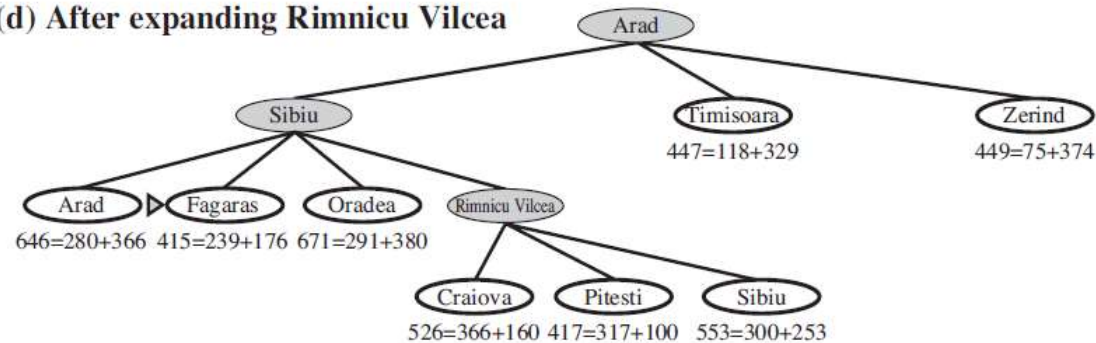 (d) After expanding Rimnicu Vilcea
Arad
Sibiu
Timisoara
Zerind
447=118+329
449=75+374
Arad
Fagaras
Oradea
Rimnicu Vilcea
646=280+366
415=239+176
671=291+380
Craiova
Pitesti
Sibiu
526=366+160
417=317+100
553=300+253